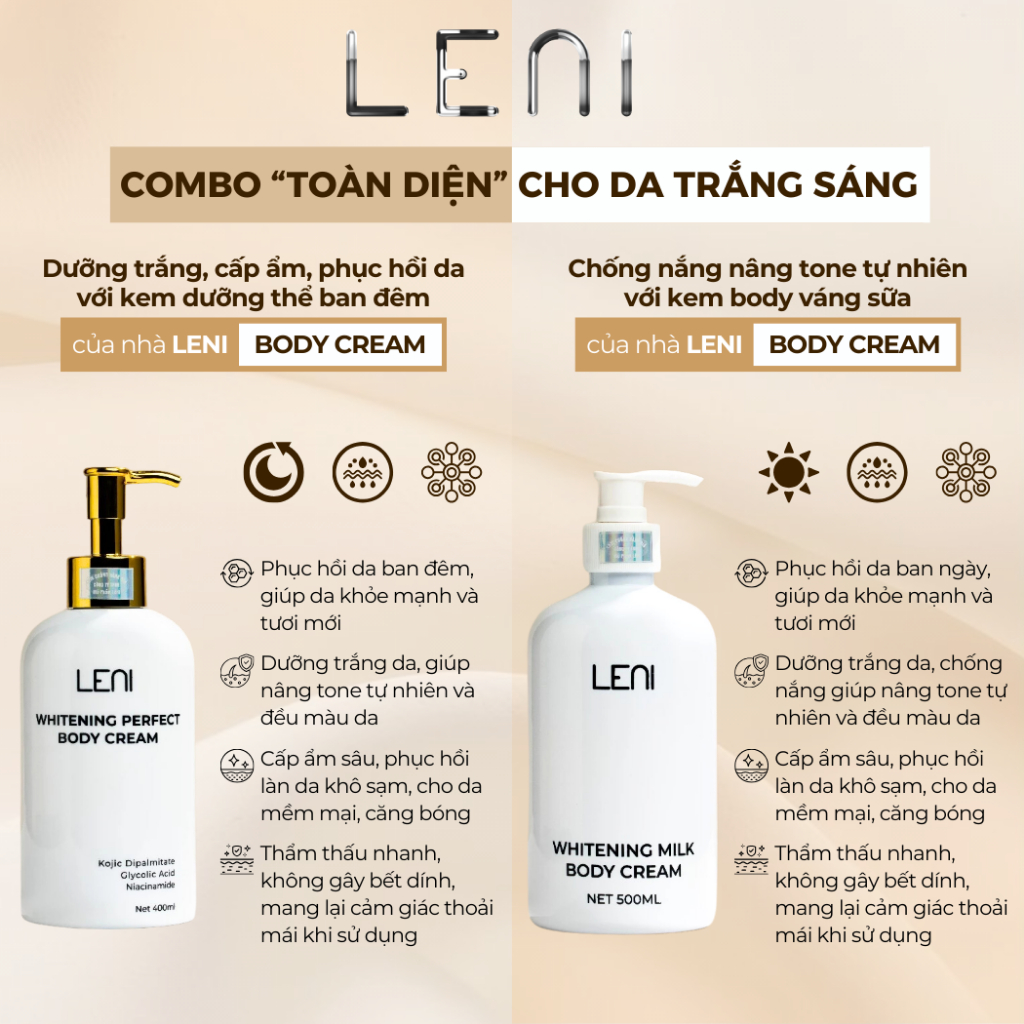 LENI
COMBO “TOÀN DIỆN” CHO DA TRẮNG SÁNG
Dưỡng trắng, cấp ẩm, phục hồi da
với kem dưỡng thể ban đêm
của nhà LENI BODY CREAM
Phục hồi da ban đêm,
giúp da khỏe mạnh và
tươi mới
Dưỡng trắng da, giúp
nâng tone tự nhiên và
đều màu da
Cấp ẩm sâu, phục hồi
làn da khô sạm, cho da
mềm mại, căng bóng
Thẩm thấu nhanh,
không gây bết dính,
mang lại cảm giác thoải
mái khi sử dụng
LENI
WHITENING PERFECT
BODY CREAM
Kojic Dipalmitate
Glycolic Acid
Niacinamide
Net 400ml
Chống nắng nâng tone tự nhiên
với kem body váng sữa
của nhà LENI BODY CREAM
Phục hồi da ban ngày,
giúp da khỏe mạnh và
tươi mới
Dưỡng trắng da, chống
nắng giúp nâng tone tự
nhiên và đều màu da
Cấp ẩm sâu, phục hồi
làn da khô sạm, cho da
mềm mại, căng bóng
Thẩm thấu nhanh,
không gây bết dính,
mang lại cảm giác thoải
mái khi sử dụng
LENI
WHITENING MILK
BODY CREAM
NET 500ML